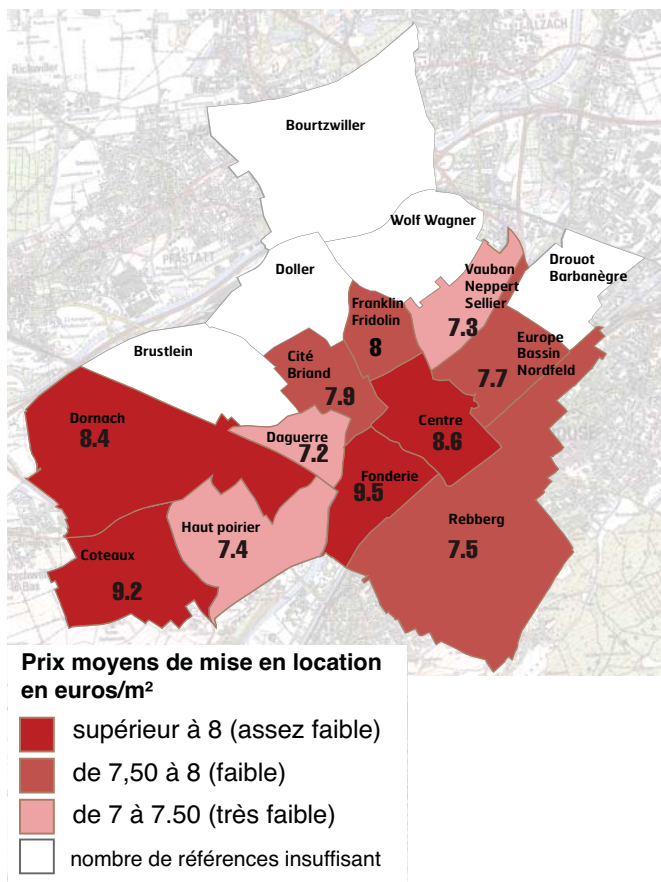 Richwiller
PFASTATT
Bourtzwiller
Wolf Wagner
Doller
Vauban
Neppert
Sellier
7.3
Drouot
Barbanègre
Franklin
Fridolin
8
Europe
Bassin
Nordfeld
7.7
Brustlein
Cité
Briand
7.9
Dornach
8.4
Daguerre
7.2
Centre
8.6
Fonderie
9.5
Haut poirier
7.4
Rebberg
7.5
Coteaux
9.2
Prix moyens de mise en location
en euros/m²
supérieur à 8 (assez faible)
de 7,50 à 8 (faible)
de 7 à 7.50 (très faible)
nombre de références insuffisant